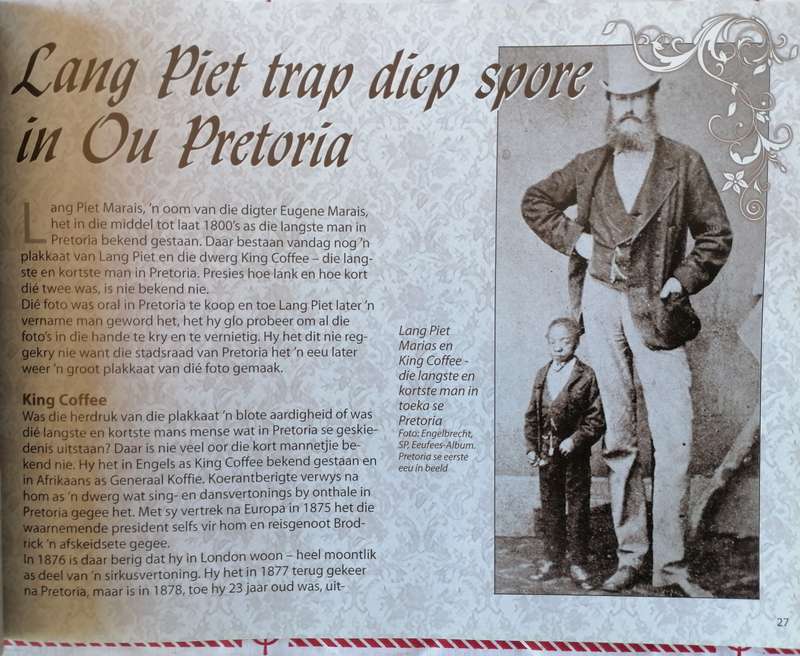 Lang Piet trap diep spore
in Ou Pretoria
Lang Piet Marais, 'n oom van die digter Eugene Marais,
het in die middel tot laat 1800's as die langste man in
Pretoria bekend gestaan. Daar bestaan vandag nog 'n
plakkaat van Lang Piet en die dwerg King Coffee – die lang-
ste en kortste man in Pretoria. Presies hoe lank en hoe kort
dié twee was, is nie bekend nie.
Dié foto was oral in Pretoria te koop en toe Lang Piet later 'n
vername man geword het, het hy glo probeer om al die
foto's in die hande te kry en te vernietig. Hy het dit nie reg-
gekry nie want die stadsraad van Pretoria het 'n eeu later
weer 'n groot plakkaat van dié foto gemaak.
King Coffee
Was die herdruk van die plakkaat 'n blote aardigheid of was
dié langste en kortste mans mense wat in Pretoria se geskie-
denis uitstaan? Daar is nie veel oor die kort mannetjie be-
kend nie. Hy het in Engels as King Coffee bekend gestaan en
in Afrikaans as Generaal Koffie. Koerantberigte verwys na
hom as 'n dwerg wat sing- en dansvertonings by onthale in
Pretoria gegee het. Met sy vertrek na Europa in 1875 het die
waarnemende president selfs vir hom en reisgenoot Brod-
rick 'n afskeidsete gegee.
In 1876 is daar berig dat hy in London woon – heel moontlik
as deel van 'n sirkusvertoning. Hy het in 1877 terug gekeer
na Pretoria, maar is in 1878, toe hy 23 jaar oud was, uit-
Lang Piet
Marias en
King Coffee -
die langste en
kortste man in
toeka se
Pretoria
Foto: Engelbrecht,
SP, Eeufees-Album.
Pretoria se eerste
eeu in beeld
27